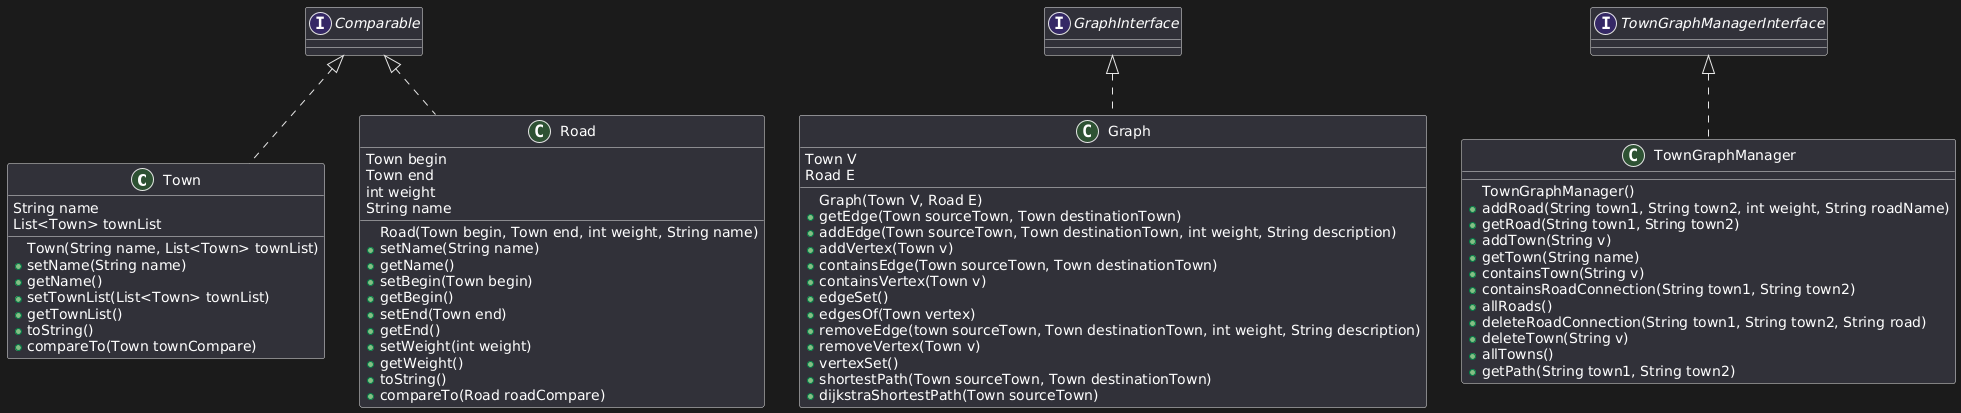 I Comparable
I GraphInterface
I TownGraphManagerInterface
C Town
String name
List<Town> townList
Town(String name, List<Town> townList)
setName(String name)
getName()
setTownList(List<Town> townList)
getTownList()
toString()
compareTo(Town townCompare)
C Road
Town begin
Town end
int weight
String name
Road(Town begin, Town end, int weight, String name)
setName(String name)
getName()
setBegin(Town begin)
getBegin()
setEnd(Town end)
getEnd()
setWeight(int weight)
getWeight()
toString()
compareTo(Road roadCompare)
C Graph
Town V
Road E
Graph(Town V, Road E)
getEdge(Town sourceTown, Town destinationTown)
addEdge(Town sourceTown, Town destinationTown, int weight, String description)
addVertex(Town v)
containsEdge(Town sourceTown, Town destinationTown)
containsVertex(Town v)
edgeSet()
edgesOf(Town vertex)
removeEdge(town sourceTown, Town destinationTown, int weight, String description)
removeVertex(Town v)
vertexSet()
shortestPath(Town sourceTown, Town destinationTown)
dijkstraShortestPath(Town sourceTown)
C TownGraphManager
TownGraphManager()
addRoad(String town1, String town2, int weight, String roadName)
getRoad(String town1, String town2)
addTown(String v)
getTown(String name)
containsTown(String v)
containsRoadConnection(String town1, String town2)
allRoads()
deleteRoadConnection(String town1, String town2, String road)
deleteTown(String v)
allTowns()
getPath(String town1, String town2)